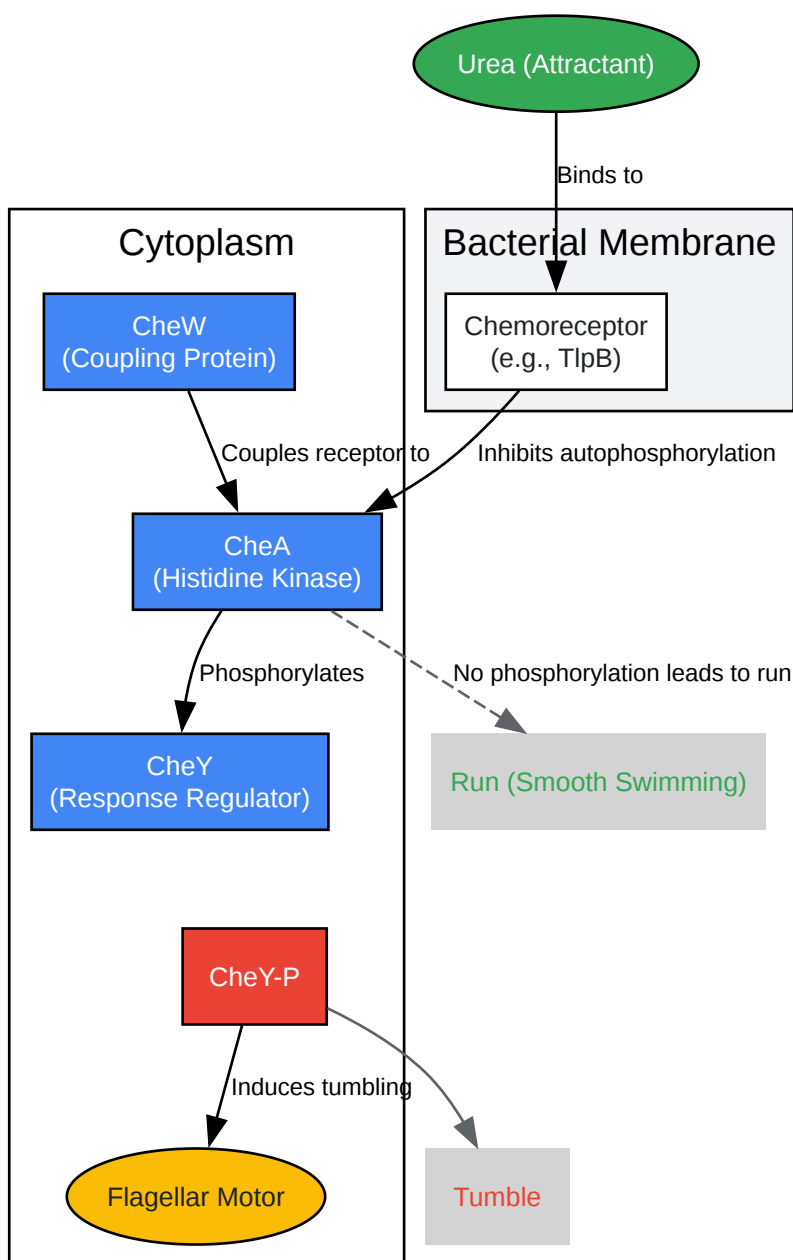 Urea (Attractant)
Binds to
Cytoplasm
Bacterial Membrane
CheW
(Coupling Protein)
Chemoreceptor
(e.g., TlpB)
Couples receptor to
Inhibits autophosphorylation
CheA
(Histidine Kinase)
Phosphorylates
No phosphorylation leads to run
CheY
(Response Regulator)
Run (Smooth Swimming)
CheY-P
Induces tumbling
Flagellar Motor
Tumble